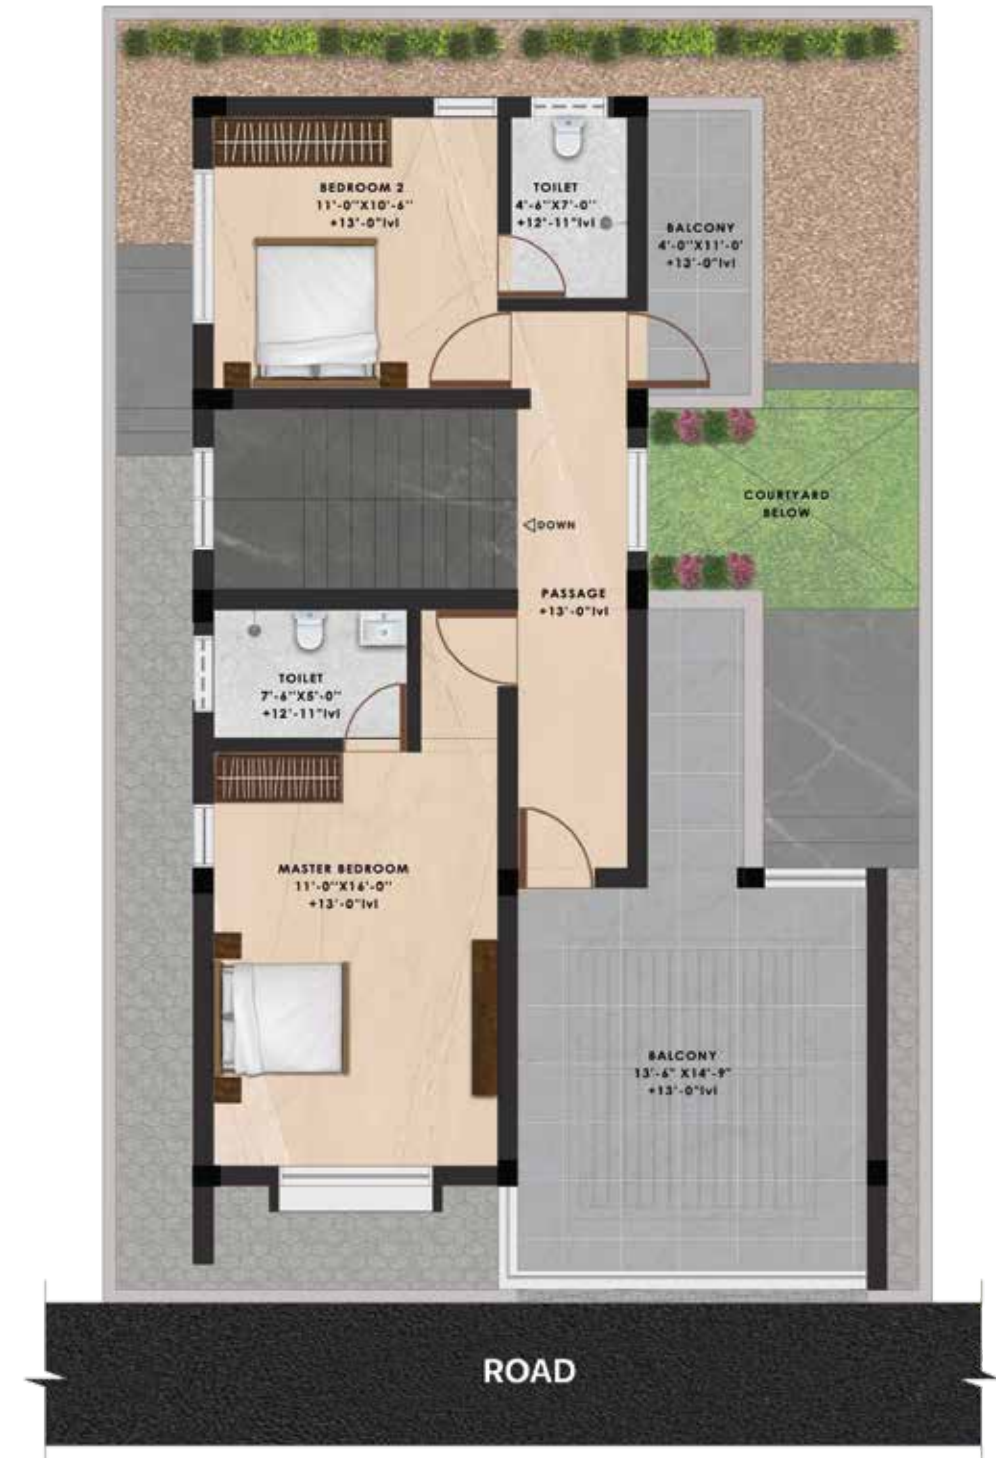 BEDROOM 2
11'-0"X10'-6"
+13'-0"lvl
TOILET
4'-6"X7'-0"
+12'-11"lvl
BALCONY
4'-0"X11'-0'
+13'-0"lvl
COURTYARD
BELOW
DOWN
PASSAGE
+13'-0"lvl
TOILET
7'-6"X5'-0"
+12'-11"lvl
MASTER BEDROOM
11'-0"X16'-0"
+13'-0"lvl
BALCONY
13'-6" X14'-9"
+13'-0"lvl
ROAD